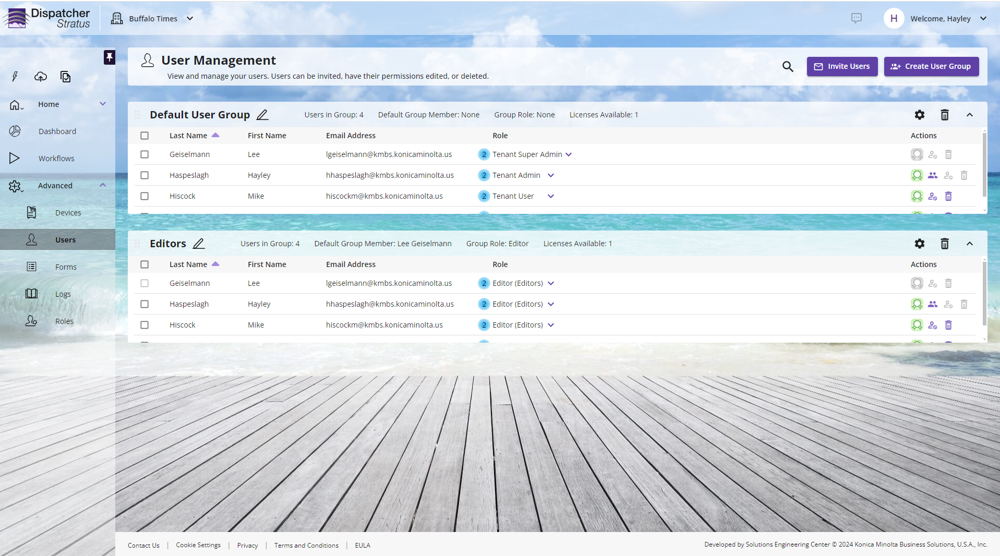 Dispatcher
Stratus
Buffalo Times
H
Welcome, Hayley
User Management
View and manage your users. Users can be invited, have their permissions edited, or deleted.
Invite Users
Create User Group
Home
Dashboard
Workflows
Advanced
Devices
Users
Forms
Logs
Roles
Default User Group
Users in Group: 4
Default Group Member: None
Group Role: None
Licenses Available: 1
Last Name First Name Email Address Role Actions
Geiselmann Lee lgeiselmann@kmbs.konicaminolta.us 2 Tenant Super Admin
Haspeslagh Hayley hhaspeslagh@kmbs.konicaminolta.us 2 Tenant Admin
Hiscock Mike hiscockm@kmbs.konicaminolta.us 2 Tenant User
Editors
Users in Group: 4
Default Group Member: Lee Geiselmann
Group Role: Editor
Licenses Available: 1
Last Name First Name Email Address Role Actions
Geiselmann Lee lgeiselmann@kmbs.konicaminolta.us 2 Editor (Editors)
Haspeslagh Hayley hhaspeslagh@kmbs.konicaminolta.us 2 Editor (Editors)
Hiscock Mike hiscockm@kmbs.konicaminolta.us 2 Editor (Editors)
Contact Us | Cookie Settings | Privacy | Terms and Conditions | EULA
Developed by Solutions Engineering Center © 2024 Konica Minolta Business Solutions, U.S.A., Inc.